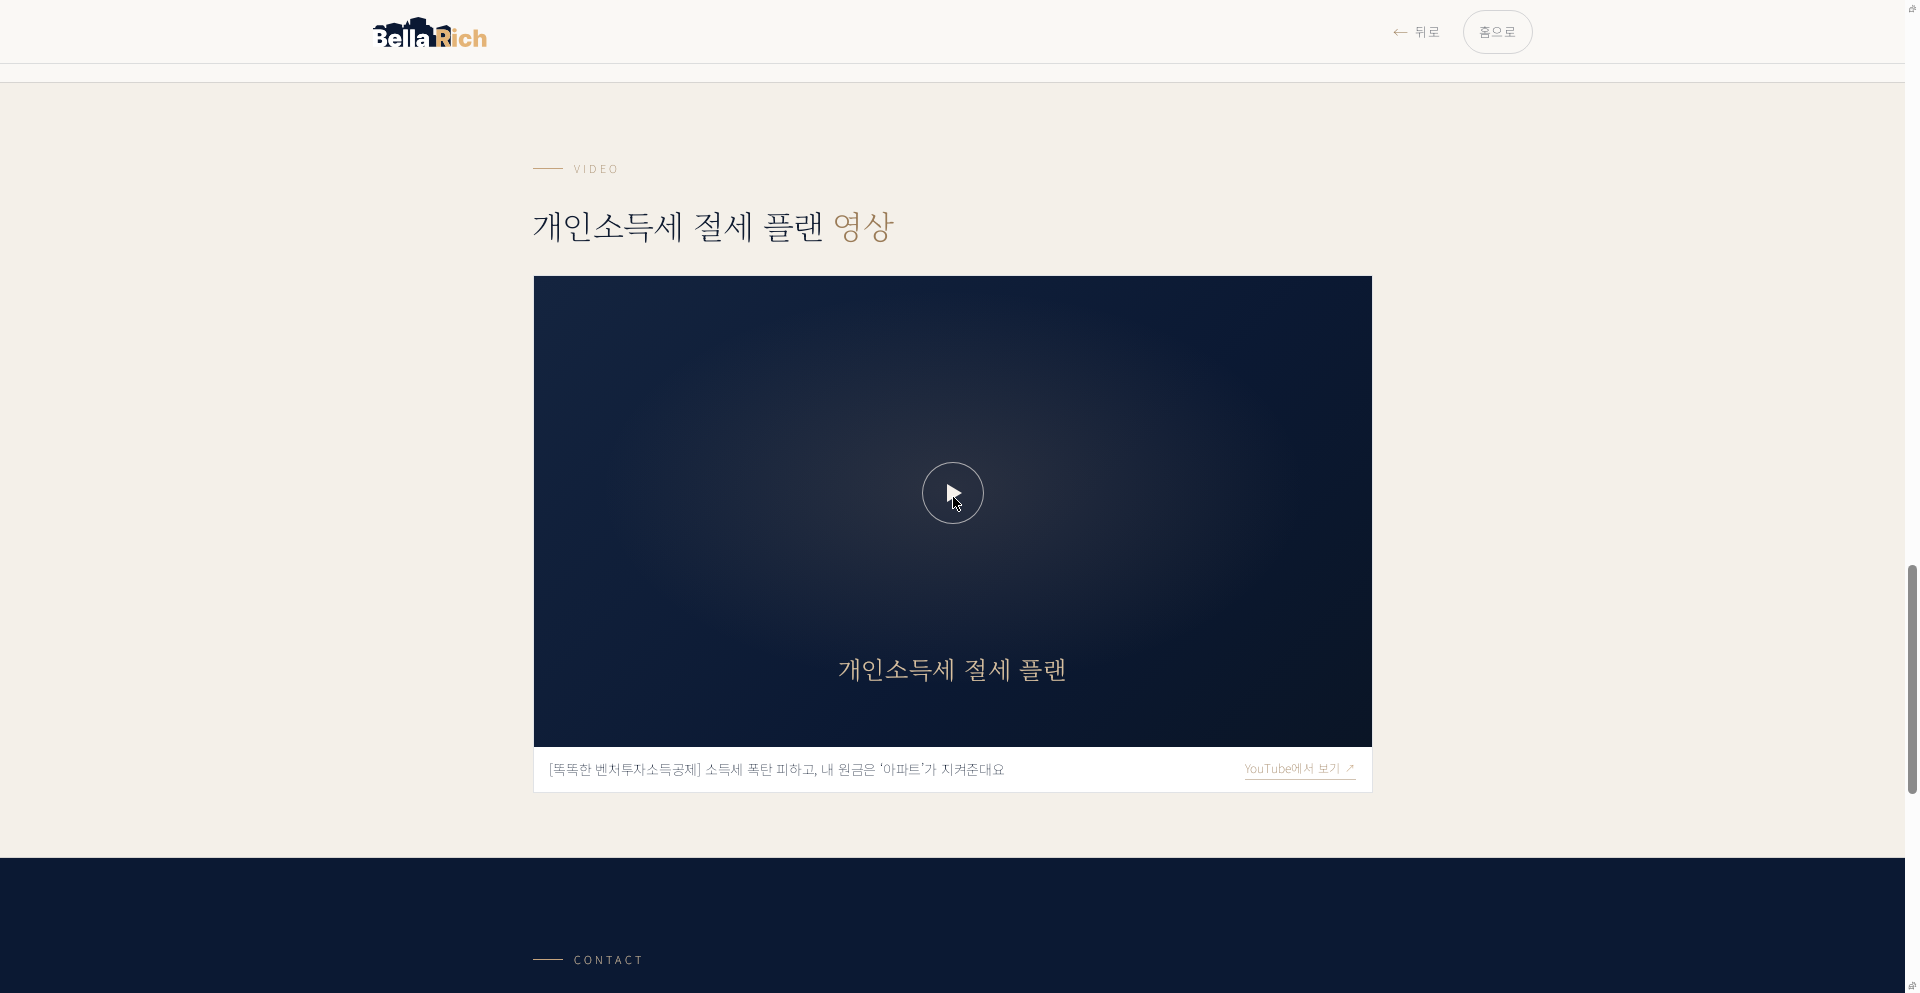 Bella Rich
← 뒤로
홈으로
VIDEO
개인소득세 절세 플랜 영상
개인소득세 절세 플랜
[똑똑한 벤처투자소득공제] 소득세 폭탄 피하고, 내 원금은 ‘아파트’가 지켜준대요
YouTube에서 보기 ↗
CONTACT